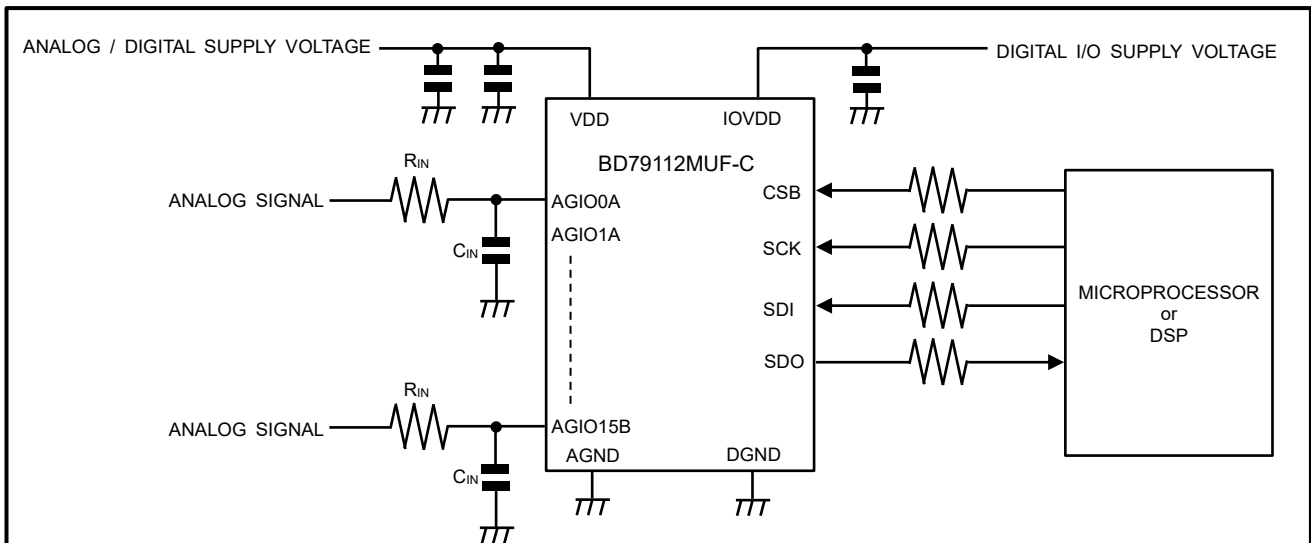 ANALOG / DIGITAL SUPPLY VOLTAGE
DIGITAL I/O SUPPLY VOLTAGE
VDD
IOVDD
BD79112MUF-C
RIN
ANALOG SIGNAL
AGIO0A
CSB
AGIO1A
CIN
SCK
MICROPROCESSOR
or
DSP
SDI
SDO
RIN
ANALOG SIGNAL
AGIO15B
AGND
DGND
CIN